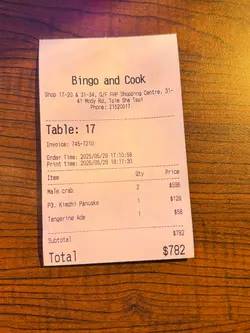 Bingo and Cook
Shop 17-20 & 31-34, G/F PAP Shopping Centre, 31-
41 Mody Rd, Tsim Sha Tsui
Phone: 21520017
Table: 17
Invoice: 745-7210
Order Time: 2025/05/29 17:10:58
Print time: 2025/05/29 18:17:30
Item Qty Price
Male crab 2 $598
P3. Kimchi Pancake 1 $128
Tangerine Ade 1 $56
Subtotal $782
Total $782